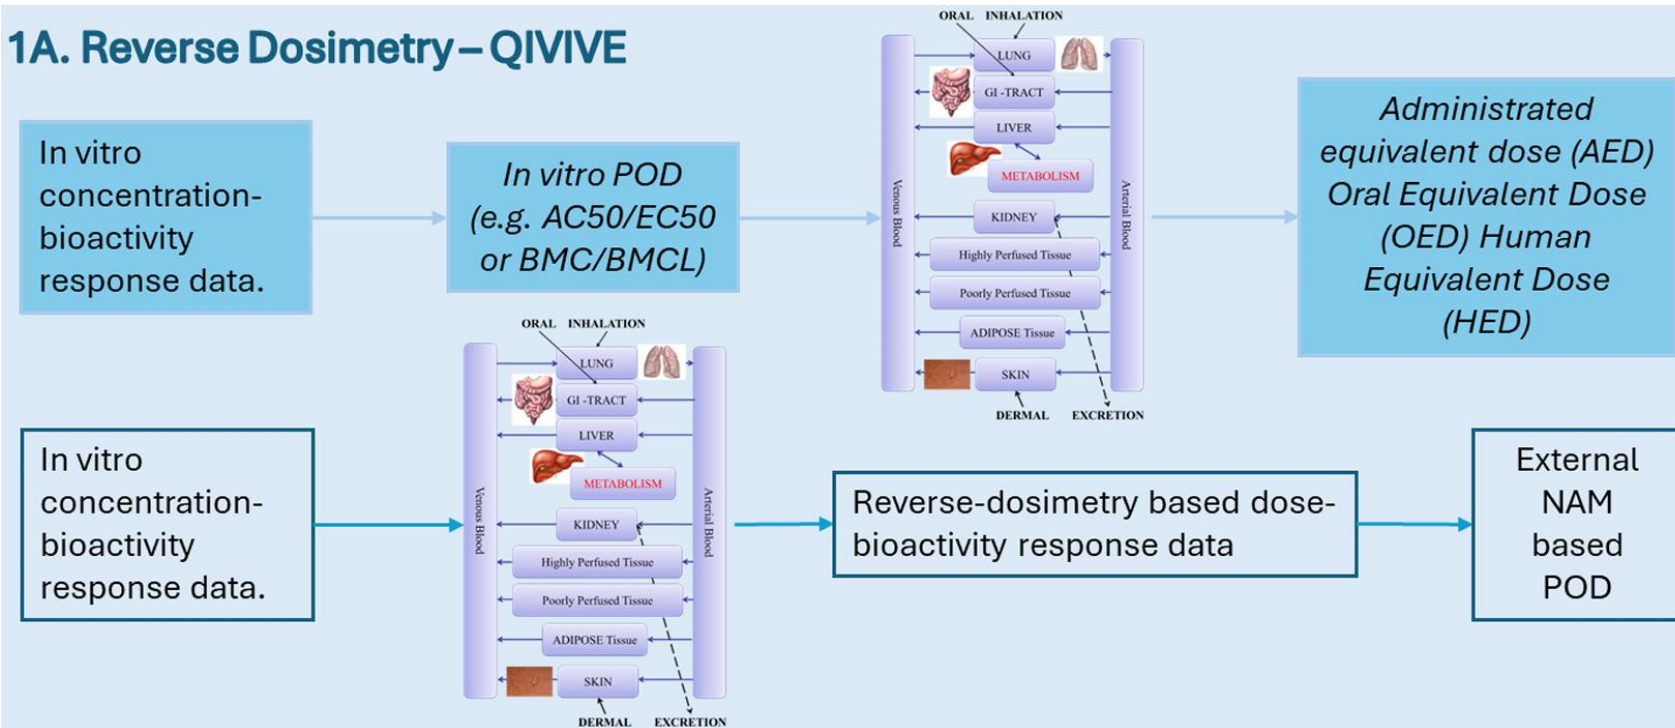 1A. Reverse Dosimetry – QIVIVE
In vitro
concentration-
bioactivity
response data.
In vitro POD
(e.g. AC50/EC50
or BMC/BMCL)
ORAL INHALATION
LUNG
GI -TRACT
LIVER
METABOLISM
KIDNEY
Highly Perfused Tissue
Poorly Perfused Tissue
ADIPOSE Tissue
SKIN
DERMAL EXCRETION
Venous Blood
Arterial Blood
Administrated
equivalent dose (AED)
Oral Equivalent Dose
(OED) Human
Equivalent Dose
(HED)
In vitro
concentration-
bioactivity
response data.
ORAL INHALATION
LUNG
GI -TRACT
LIVER
METABOLISM
KIDNEY
Highly Perfused Tissue
Poorly Perfused Tissue
ADIPOSE Tissue
SKIN
DERMAL EXCRETION
Venous Blood
Arterial Blood
Reverse-dosimetry based dose-
bioactivity response data
External
NAM
based
POD